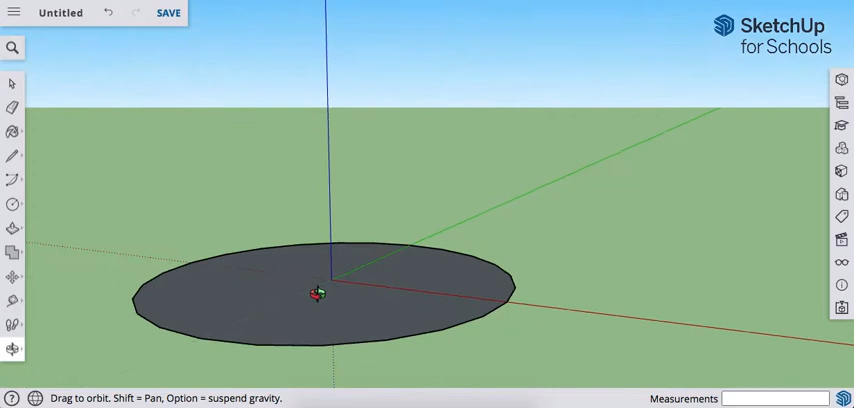 Untitled
SAVE
SketchUp
for Schools
Drag to orbit. Shift = Pan, Option = suspend gravity.
Measurements